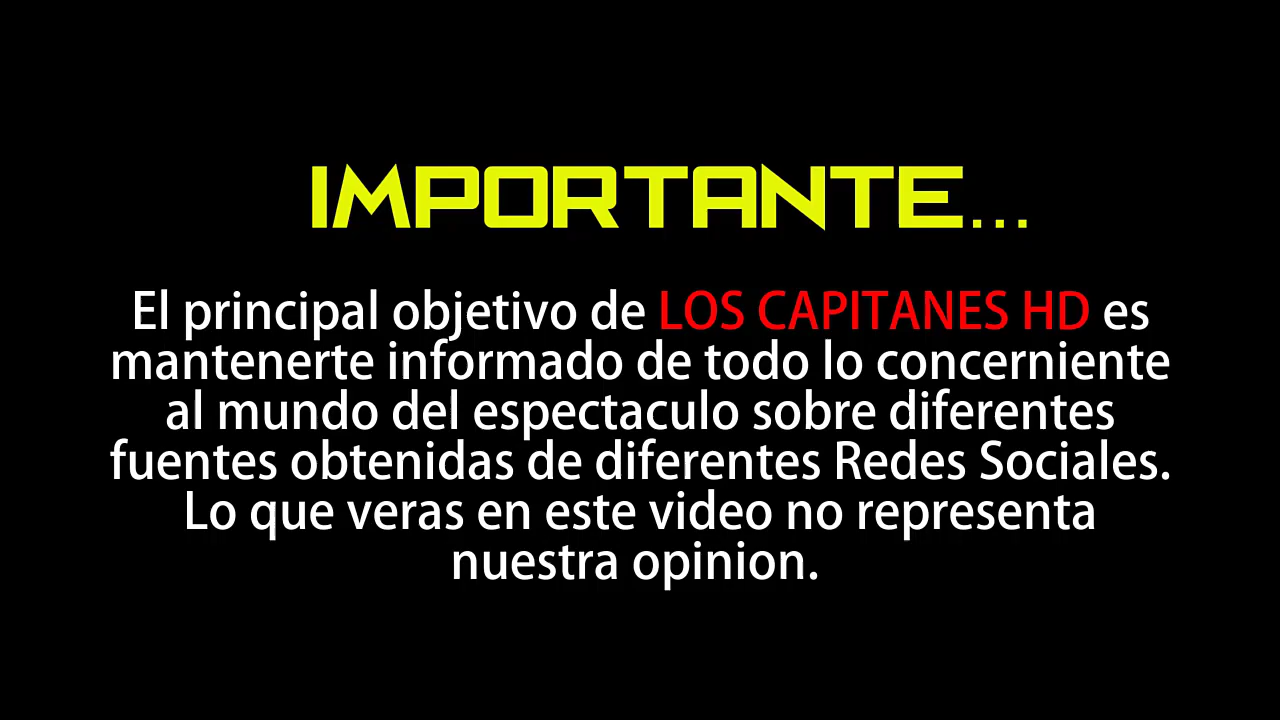 IMPORTANTE...
El principal objetivo de LOS CAPITANES HD es
mantenerte informado de todo lo concerniente
al mundo del espectaculo sobre diferentes
fuentes obtenidas de diferentes Redes Sociales.
Lo que veras en este video no representa
nuestra opinion.